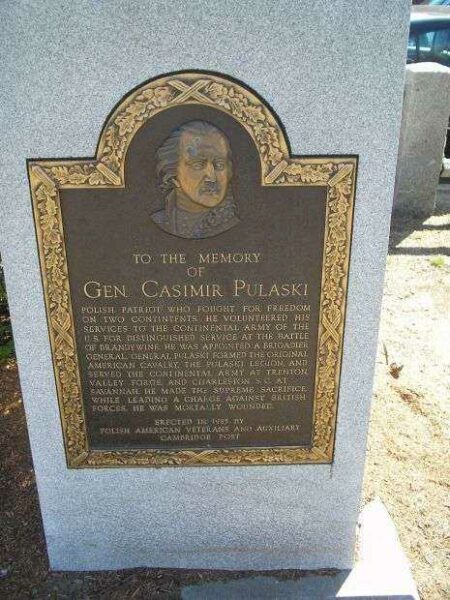 TO THE MEMORY
OF
GEN. CASIMIR PULASKI
POLISH PATRIOT WHO FOUGHT FOR FREEDOM
ON TWO CONTINENTS. HE VOLUNTEERED HIS
SERVICES TO THE CONTINENTAL ARMY OF THE
U.S. FOR DISTINGUISHED SERVICE AT THE BATTLE
OF BRANDYWINE. HE WAS APPOINTED A BRIGADIER
GENERAL. GENERAL PULASKI FORMED THE ORIGINAL
AMERICAN CAVALRY, THE PULASKI LEGION, AND
SERVED THE CONTINENTAL ARMY AT TRENTON,
VALLEY FORGE, AND CHARLESTON S.C. AT
SAVANNAH, HE MADE THE SUPREME SACRIFICE,
WHILE LEADING A CHARGE AGAINST BRITISH
FORCES, HE WAS MORTALLY WOUNDED.
ERECTED IN 1985 BY
POLISH AMERICAN VETERANS AND AUXILIARY
CAMBRIDGE POST